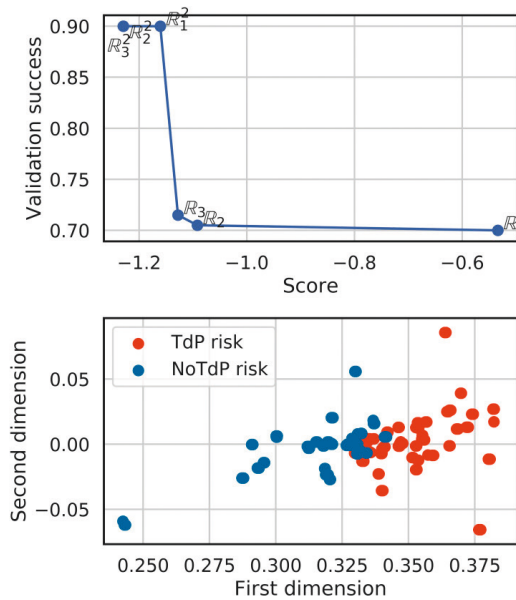 0.90
0.85
0.80
0.75
0.70
Validation success
ℝ₁²
ℝ₂²
ℝ₃²
ℝ₃
ℝ₂
ℝ
−1.2 −1.0 −0.8 −0.6
Score
TdP risk
NoTdP risk
0.05
0.00
−0.05
Second dimension
0.250 0.275 0.300 0.325 0.350 0.375
First dimension